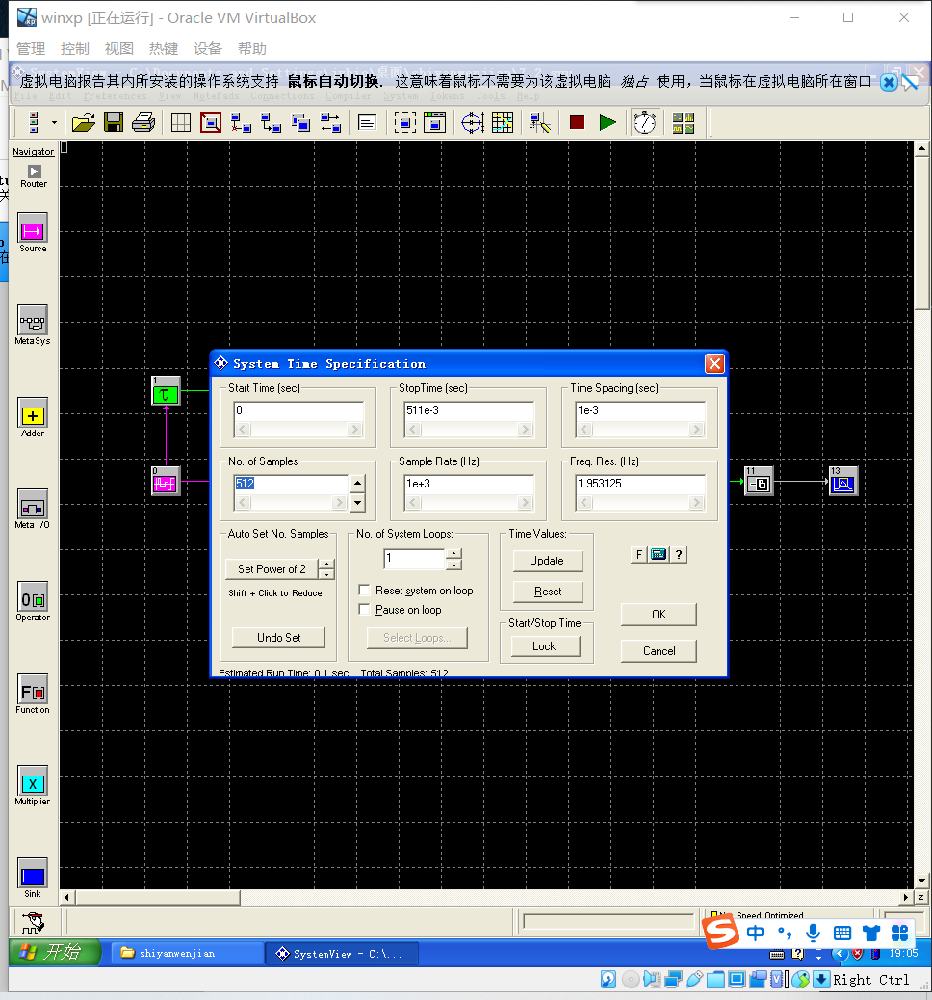 winxp [正在运行] - Oracle VM VirtualBox
管理 控制 视图 热键 设备 帮助
虚拟电脑报告其内所安装的操作系统支持 鼠标自动切换. 这意味着鼠标不需要为该虚拟电脑 独占 使用，当鼠标在虚拟电脑所在窗口
File Edit Preferences View NotePads Connections Compiler System Tokens Tools Help
Navigator
Router
Source
MetaSys
Adder
Meta I/O
Operator
Function
Multiplier
Sink
1
τ
0
11
13
System Time Specification
Start Time (sec) StopTime (sec) Time Spacing (sec)
0 511e-3 1e-3
No. of Samples Sample Rate (Hz) Freq. Res. (Hz)
512 1e+3 1.953125
Auto Set No. Samples No. of System Loops: Time Values:
Set Power of 2 1 Update F ?
Shift + Click to Reduce Reset system on loop Reset
Pause on loop OK
Start/Stop Time
Undo Set Select Loops... Lock Cancel
Estimated Run Time: 0.1 sec Total Samples: 512
Speed Optimized
中
开始 shiyanwenjian SystemView - C:\... 19:05
Right Ctrl